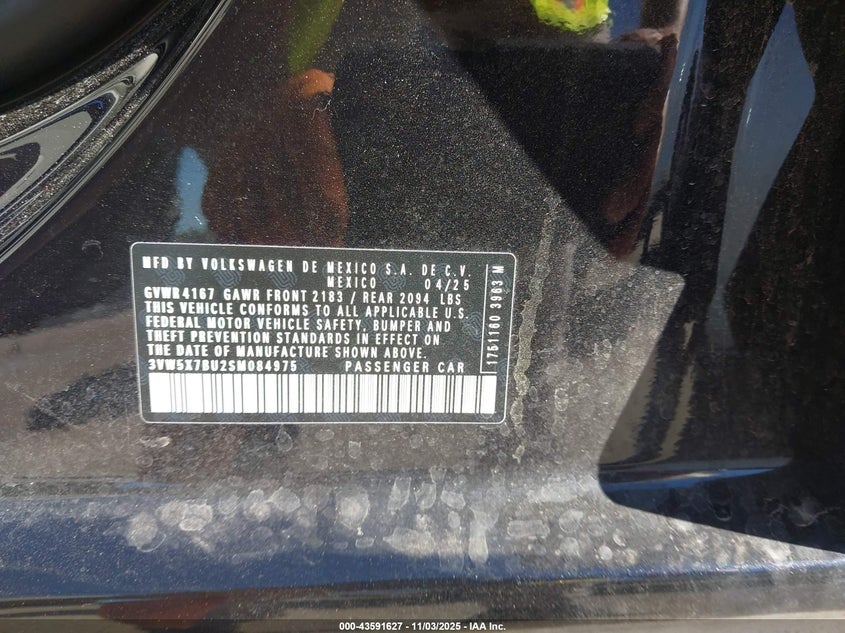 MFD BY VOLKSWAGEN DE MEXICO S.A. DE C.V.
MEXICO 04/25
GVWR 4167 GAWR FRONT 2183 / REAR 2094 LBS
THIS VEHICLE CONFORMS TO ALL APPLICABLE U.S.
FEDERAL MOTOR VEHICLE SAFETY, BUMPER AND
THEFT PREVENTION STANDARDS IN EFFECT ON
THE DATE OF MANUFACTURE SHOWN ABOVE.
3VW5X7BU2SM084975 PASSENGER CAR
1751160 3963 M
000-43591627 - 11/03/2025 - IAA Inc.